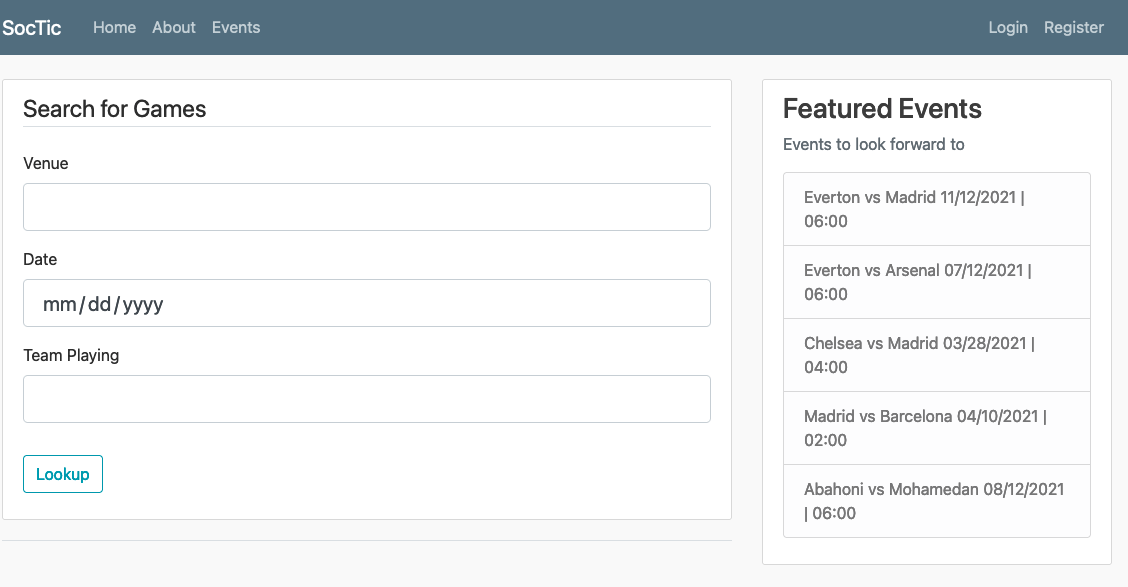 SocTic Home About Events Login Register
Search for Games
Venue
Date
mm/dd/yyyy
Team Playing
Lookup
Featured Events
Events to look forward to
Everton vs Madrid 11/12/2021 |
06:00
Everton vs Arsenal 07/12/2021 |
06:00
Chelsea vs Madrid 03/28/2021 |
04:00
Madrid vs Barcelona 04/10/2021 |
02:00
Abahoni vs Mohamedan 08/12/2021
| 06:00